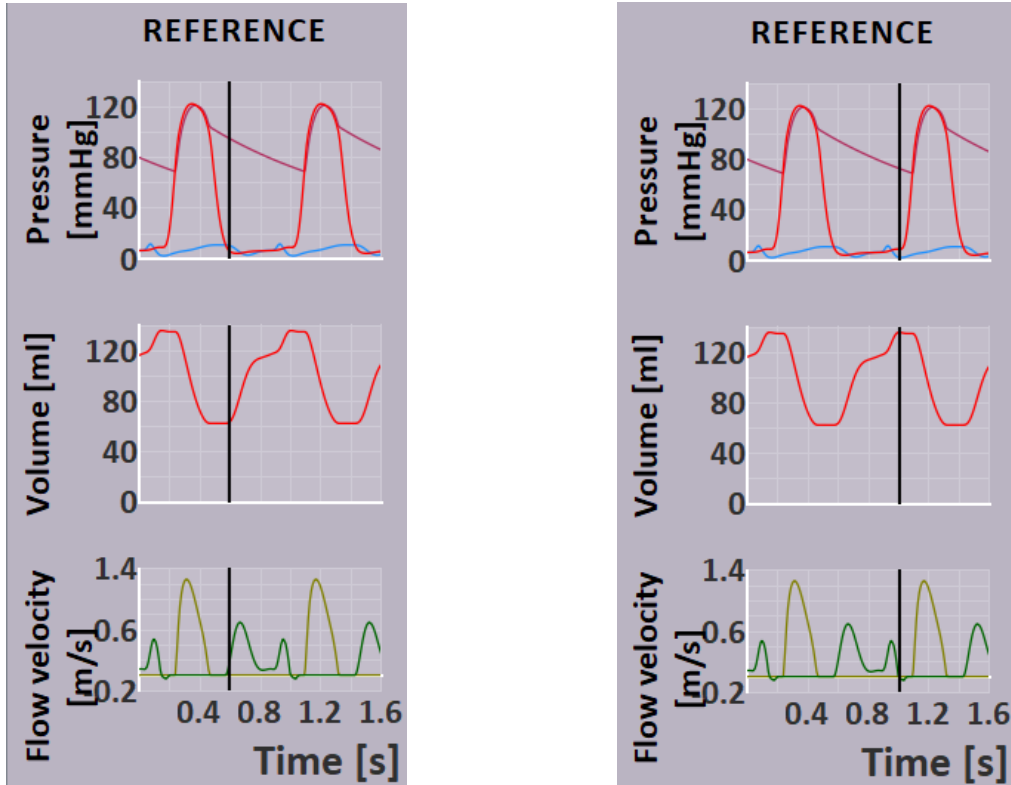 REFERENCE
Pressure
[mmHg]
120
80
40
0
Volume [ml]
120
80
40
0
Flow velocity
[m/s]
1.4
0.6
0.2
0.4 0.8 1.2 1.6
Time [s]
REFERENCE
Pressure
[mmHg]
120
80
40
0
Volume [ml]
120
80
40
0
Flow velocity
[m/s]
1.4
0.6
0.2
0.4 0.8 1.2 1.6
Time [s]